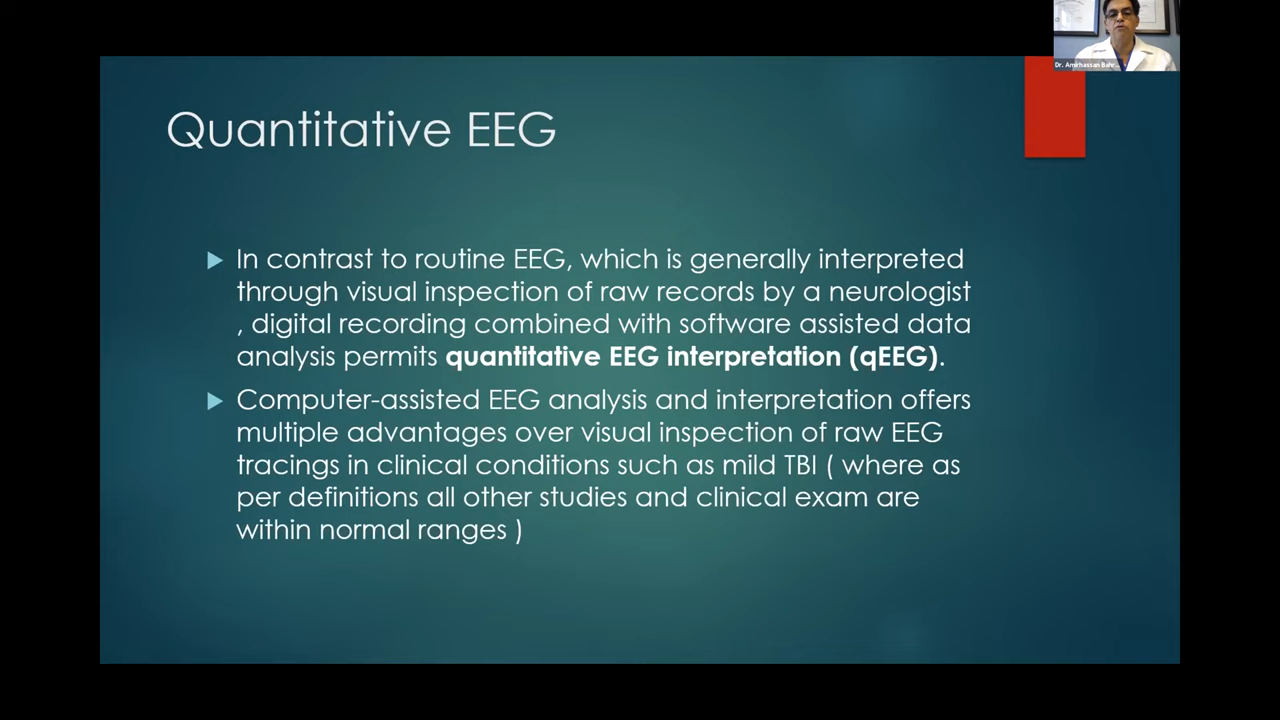 Dr. Amirhassan Bahr...
Quantitative EEG
In contrast to routine EEG, which is generally interpreted
through visual inspection of raw records by a neurologist
, digital recording combined with software assisted data
analysis permits quantitative EEG interpretation (qEEG).
Computer-assisted EEG analysis and interpretation offers
multiple advantages over visual inspection of raw EEG
tracings in clinical conditions such as mild TBI ( where as
per definitions all other studies and clinical exam are
within normal ranges )